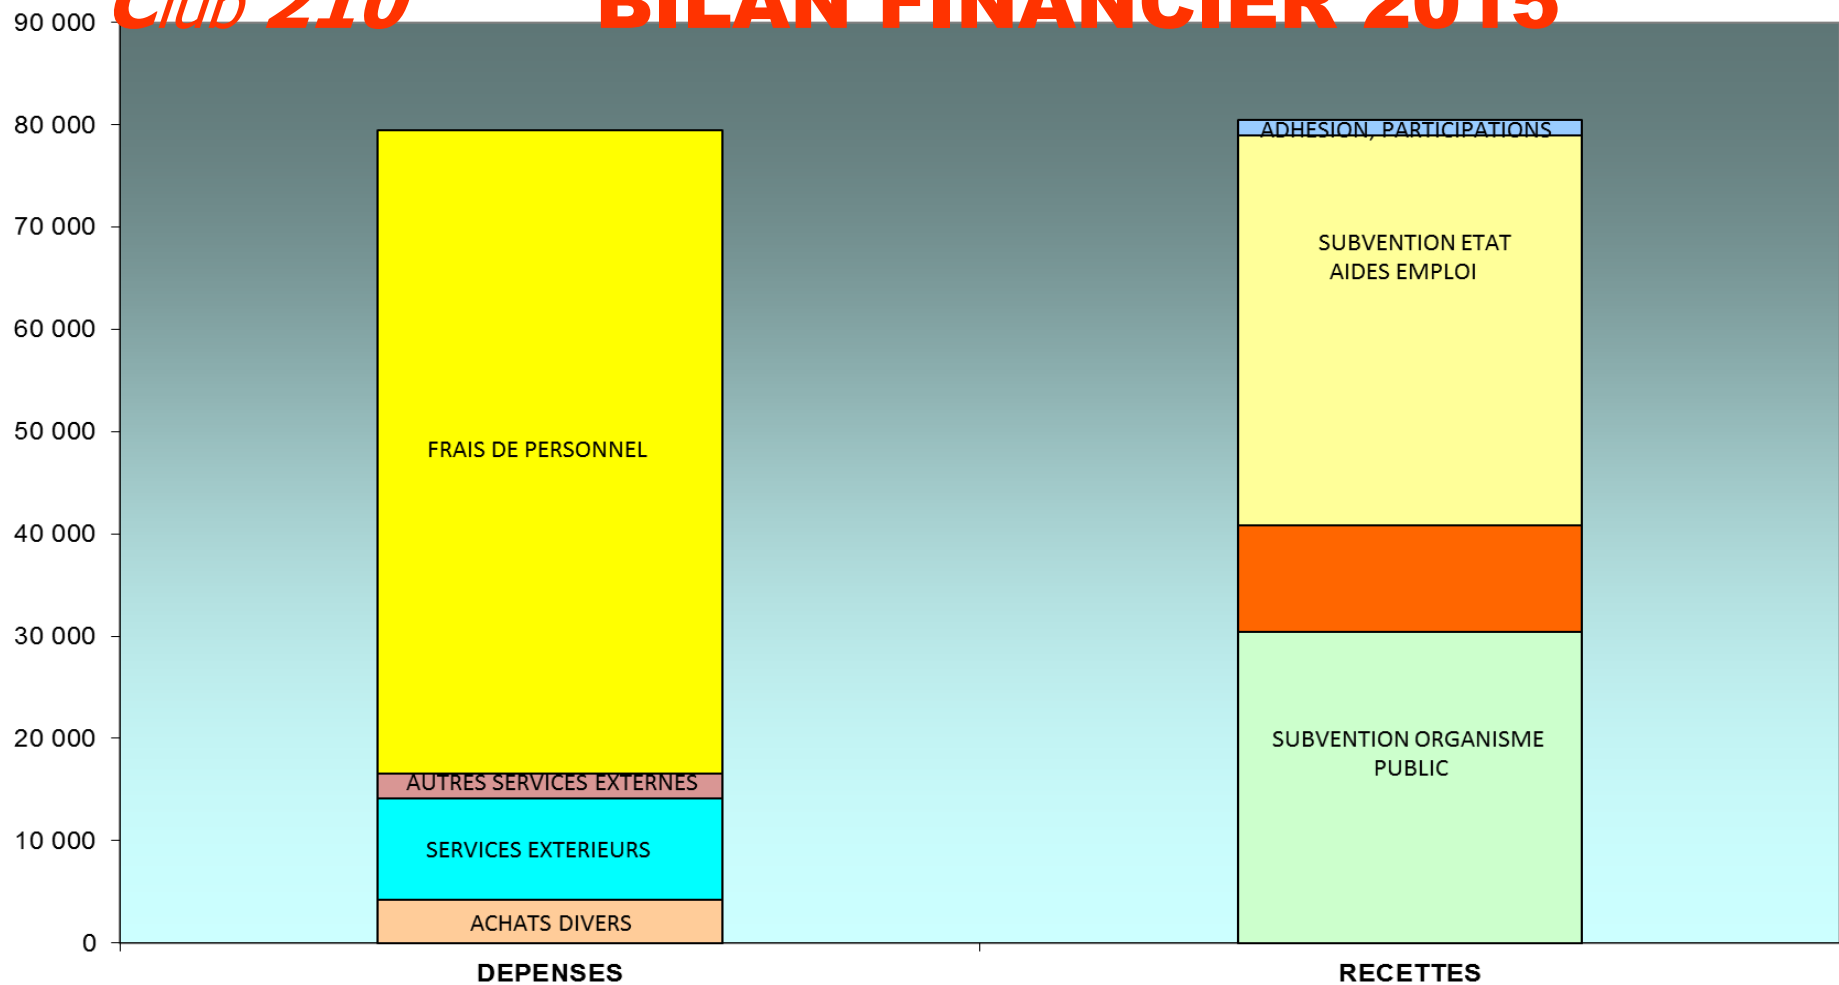 Club 210
BILAN FINANCIER 2015
90 000
80 000
70 000
60 000
50 000
40 000
30 000
20 000
10 000
0
FRAIS DE PERSONNEL
AUTRES SERVICES EXTERNES
SERVICES EXTERIEURS
ACHATS DIVERS
ADHESION, PARTICIPATIONS
SUBVENTION ETAT
AIDES EMPLOI
SUBVENTION ORGANISME
PUBLIC
DEPENSES
RECETTES